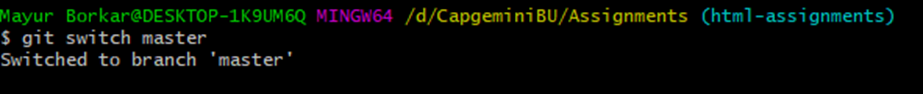 Mayur Borkar@DESKTOP-1K9UM6Q MINGW64 /d/CapgeminiBU/Assignments (html-assignments)
$ git switch master
Switched to branch 'master'